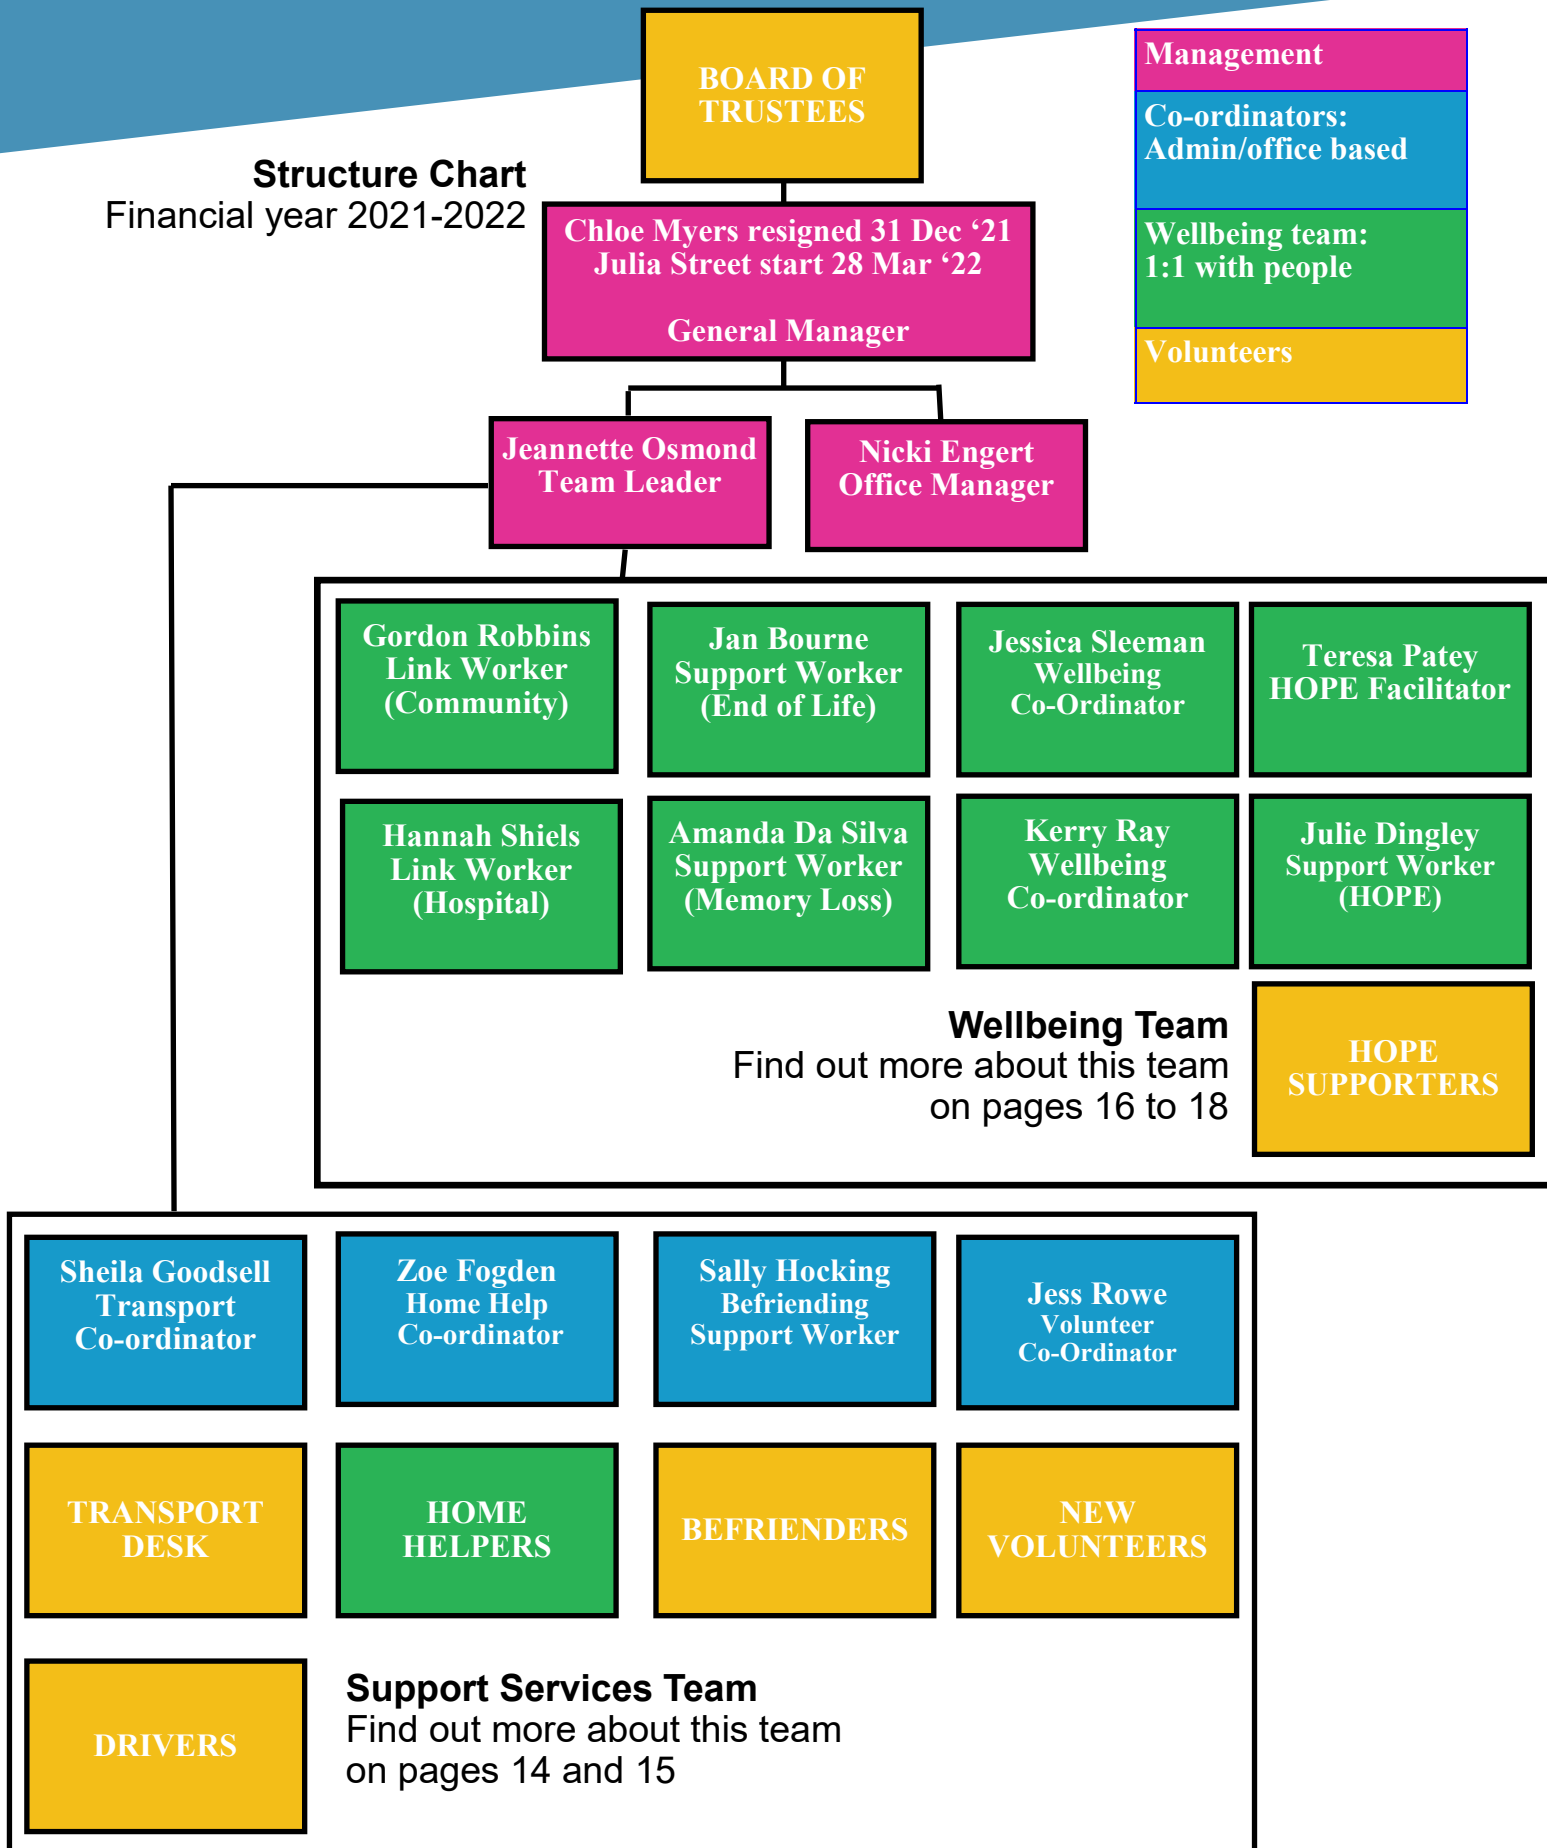 BOARD OF
TRUSTEES
Management
Co-ordinators:
Admin/office based
Wellbeing team:
1:1 with people
Volunteers
Structure Chart
Financial year 2021-2022
Chloe Myers resigned 31 Dec ‘21
Julia Street start 28 Mar ‘22
General Manager
Jeannette Osmond
Team Leader
Nicki Engert
Office Manager
Gordon Robbins
Link Worker
(Community)
Jan Bourne
Support Worker
(End of Life)
Jessica Sleeman
Wellbeing
Co-Ordinator
Teresa Patey
HOPE Facilitator
Hannah Shiels
Link Worker
(Hospital)
Amanda Da Silva
Support Worker
(Memory Loss)
Kerry Ray
Wellbeing
Co-ordinator
Julie Dingley
Support Worker
(HOPE)
Wellbeing Team
Find out more about this team
on pages 16 to 18
HOPE
SUPPORTERS
Sheila Goodsell
Transport
Co-ordinator
Zoe Fogden
Home Help
Co-ordinator
Sally Hocking
Befriending
Support Worker
Jess Rowe
Volunteer
Co-Ordinator
TRANSPORT
DESK
HOME
HELPERS
BEFRIENDERS
NEW
VOLUNTEERS
DRIVERS
Support Services Team
Find out more about this team
on pages 14 and 15